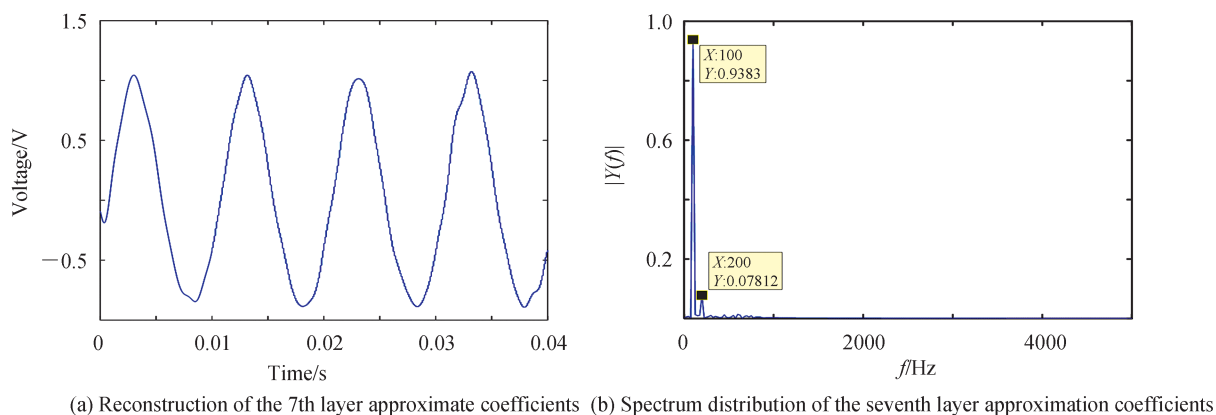 1.5
0.5
−0.5
Voltage/V
0
0.01
0.02
0.03
0.04
Time/s
(a) Reconstruction of the 7th layer approximate coefficients
1.0
0.6
0.2
|Y(f)|
X:100
Y:0.9383
X:200
Y:0.07812
0
2000
4000
f/Hz
(b) Spectrum distribution of the seventh layer approximation coefficients